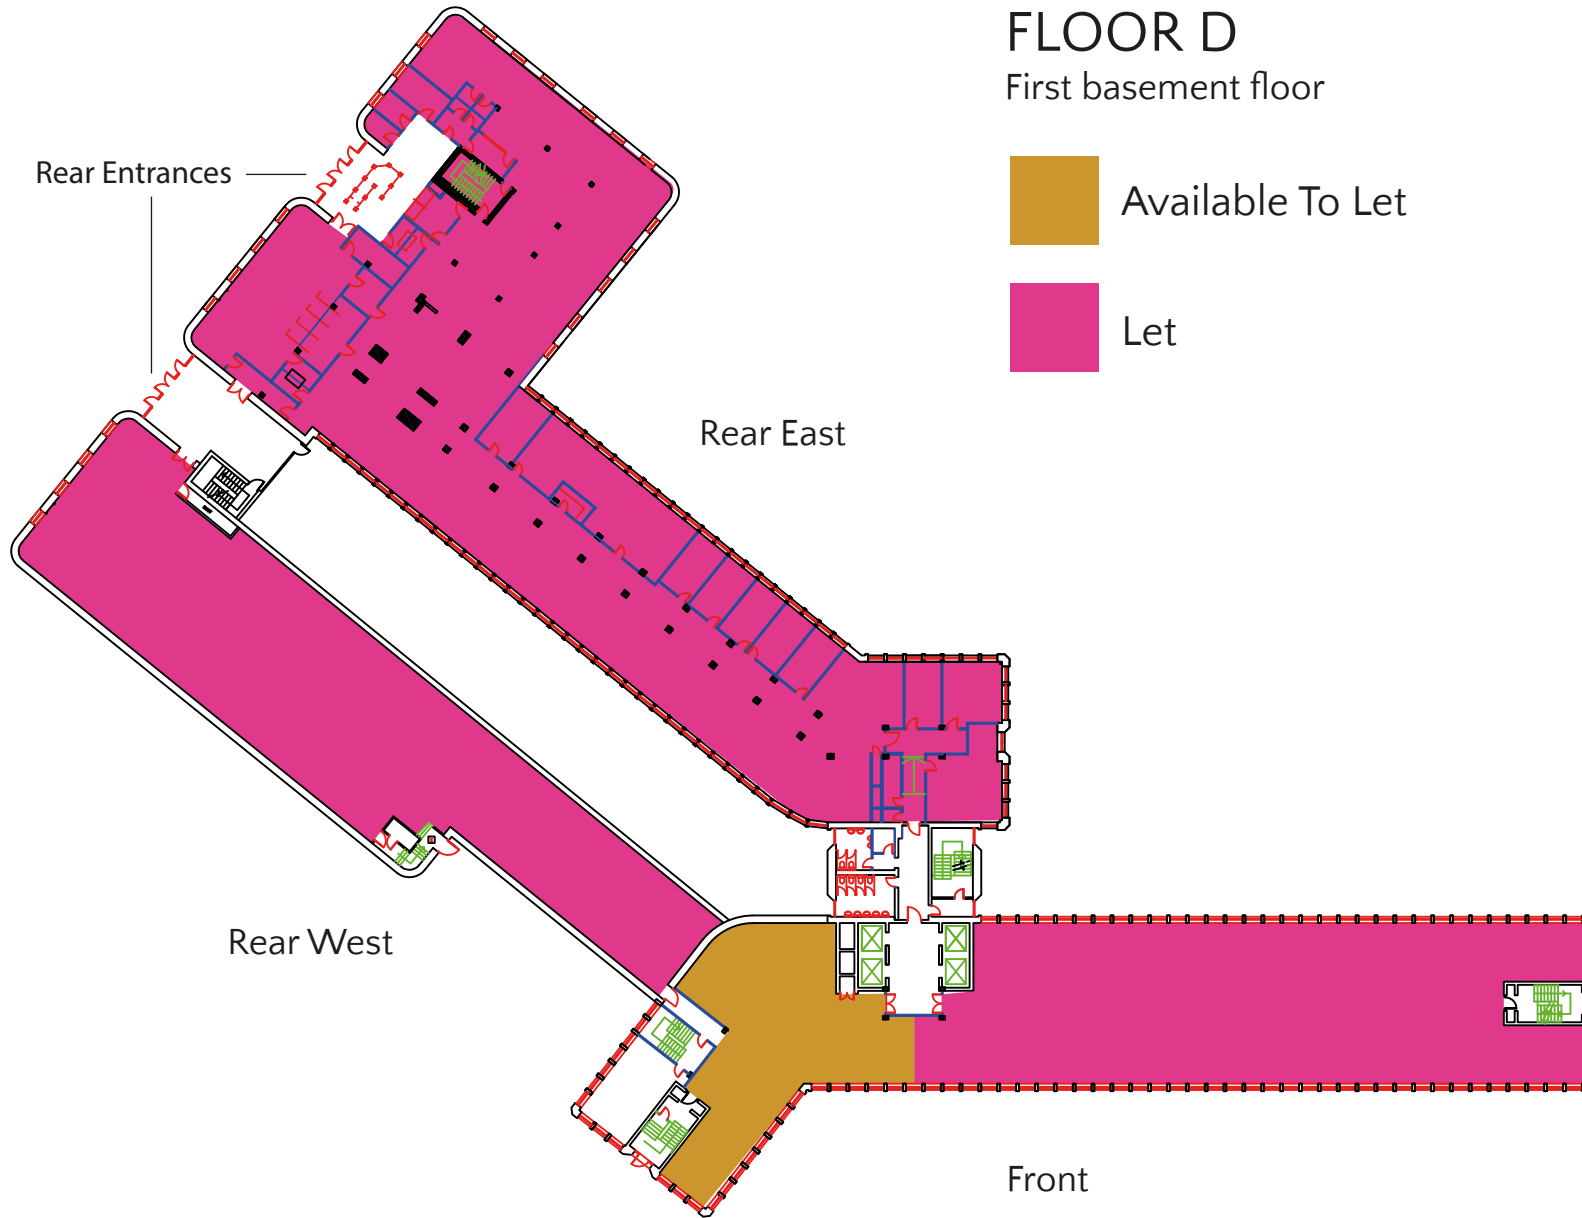 FLOOR D
First basement floor
Rear Entrances
Available To Let
Let
Rear East
Rear West
Front